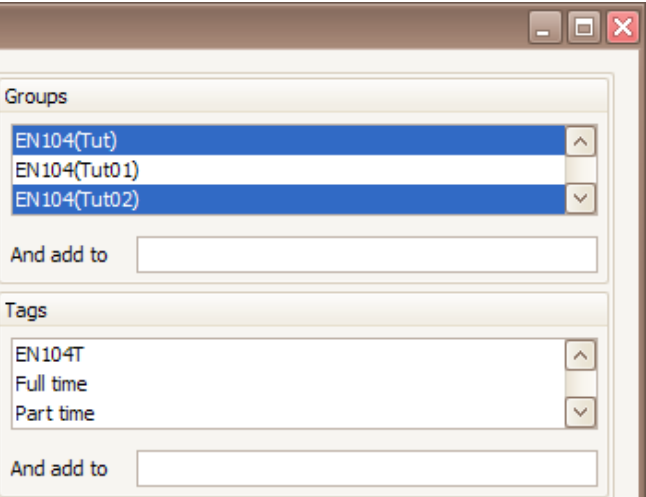 Groups
EN104(Tut)
EN104(Tut01)
EN104(Tut02)
And add to
Tags
EN104T
Full time
Part time
And add to